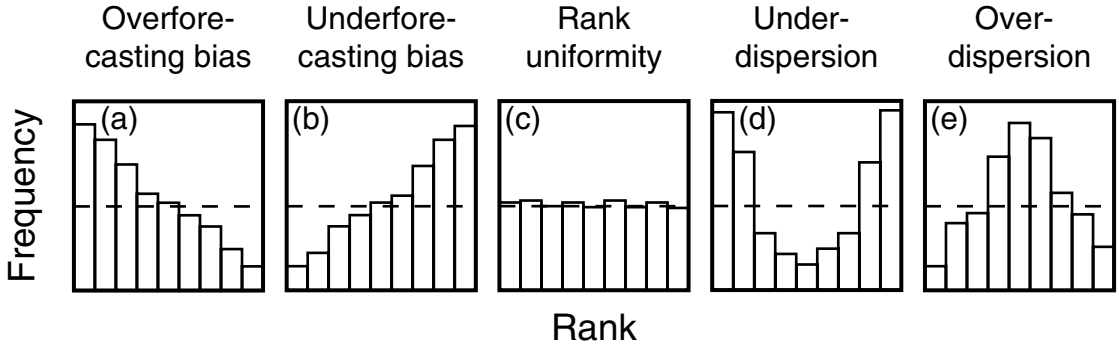 Overfore-
casting bias
Underfore-
casting bias
Rank
uniformity
Under-
dispersion
Over-
dispersion
Frequency
(a)
(b)
(c)
(d)
(e)
Rank